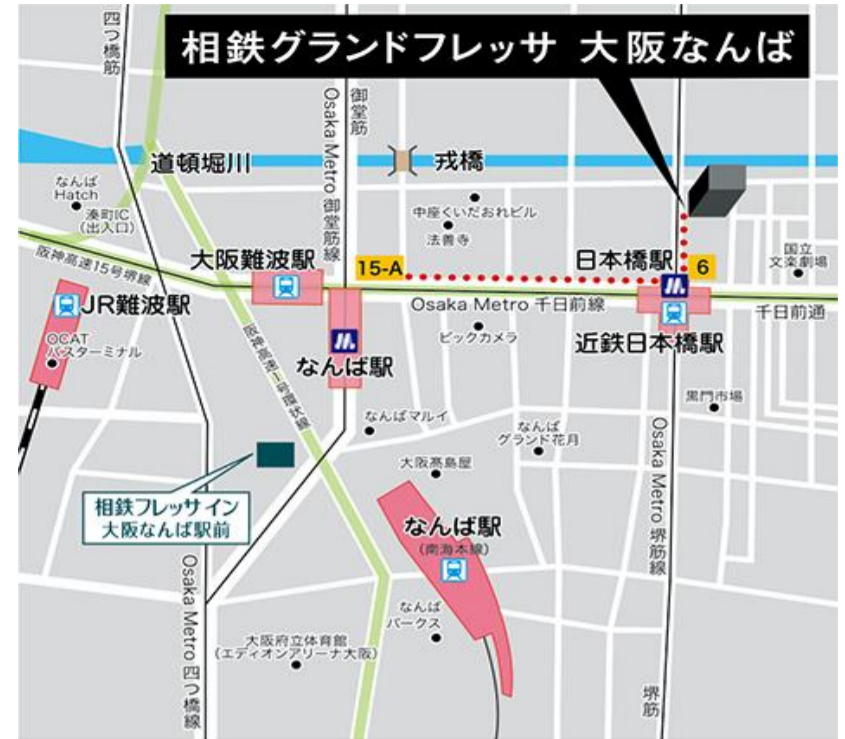 相鉄グランドフレッサ 大阪なんば
四つ橋筋
御堂筋
Osaka Metro 御堂筋線
道頓堀川
戎橋
なんば
Hatch
湊町IC
(出入口)
中座くいだおれビル
法善寺
阪神高速15号堺線
大阪難波駅
15-A
日本橋駅
6
国立
文楽劇場
JR難波駅
Osaka Metro 千日前線
千日前通
OCAT
バスターミナル
阪神高速1号環状線
なんば駅
ビックカメラ
近鉄日本橋駅
黒門市場
なんばマルイ
なんば
グランド花月
大阪髙島屋
Osaka Metro 堺筋線
相鉄フレッサイン
大阪なんば駅前
なんば駅
(南海本線)
Osaka Metro 四つ橋線
なんば
パークス
大阪府立体育館
(エディオンアリーナ大阪)
堺筋